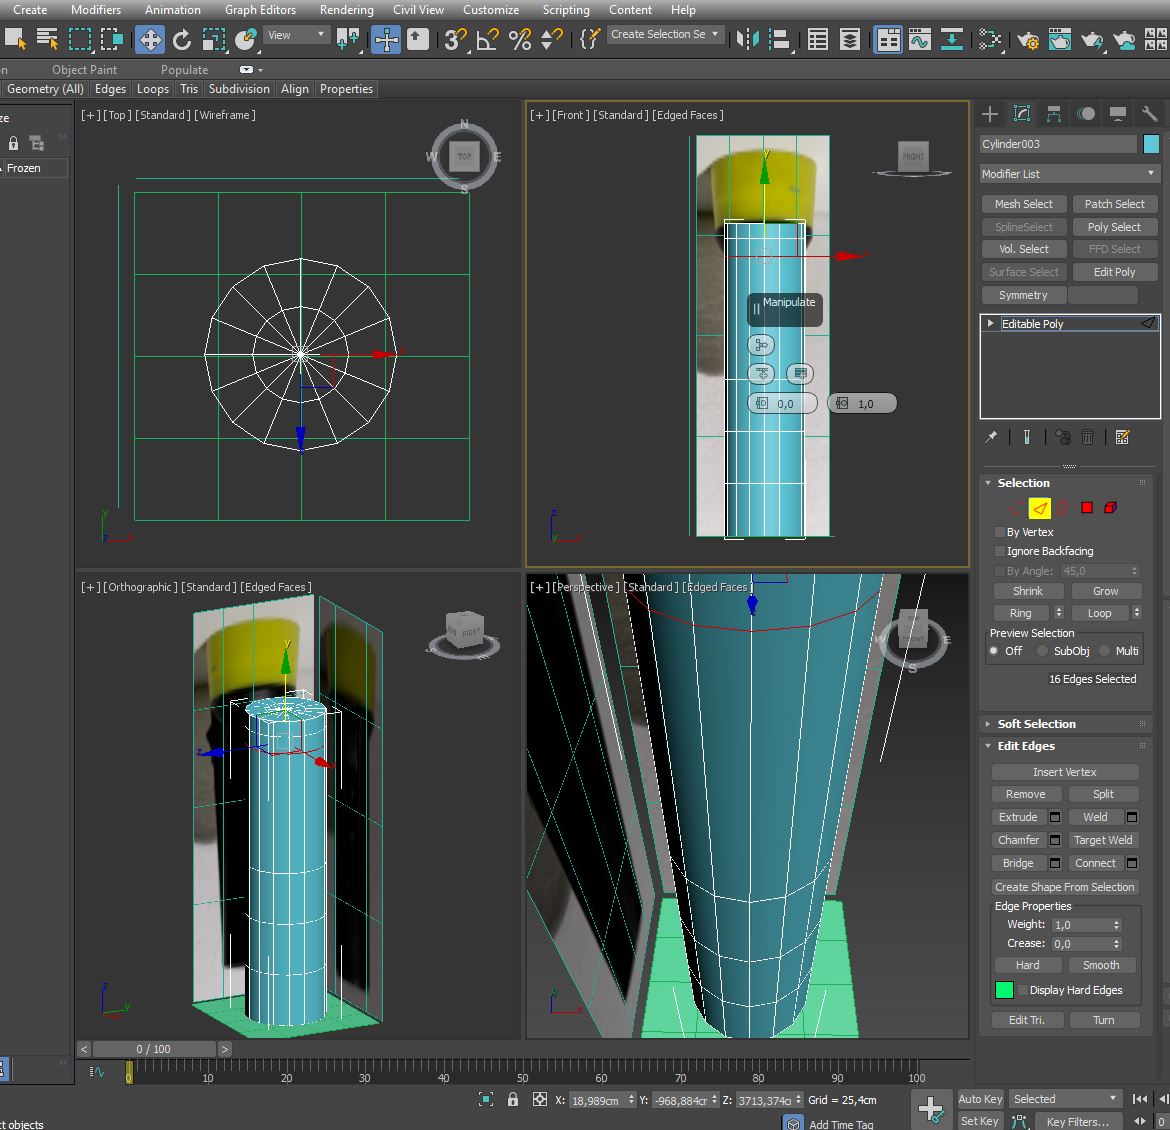 Create Modifiers Animation Graph Editors Rendering Civil View Customize Scripting Content Help
View
Create Selection Se
Object Paint Populate
Geometry (All) Edges Loops Tris Subdivision Align Properties
Frozen
[+] [Top] [Standard] [Wireframe]
N
W TOP E
S
y
z x
[+] [Front] [Standard] [Edged Faces]
FRONT
y
x
Manipulate
0,0
1,0
z
y x
[+] [Orthographic] [Standard] [Edged Faces]
RIGHT
y
z
x
z
y
[+] [Perspective] [Standard] [Edged Faces]
W E
S
y
x
Cylinder003
Modifier List
Mesh Select Patch Select
SplineSelect Poly Select
Vol. Select FFD Select
Surface Select Edit Poly
Symmetry
Editable Poly
Selection
By Vertex
Ignore Backfacing
By Angle: 45,0
Shrink Grow
Ring Loop
Preview Selection
Off SubObj Multi
16 Edges Selected
Soft Selection
Edit Edges
Insert Vertex
Remove Split
Extrude Weld
Chamfer Target Weld
Bridge Connect
Create Shape From Selection
Edge Properties
Weight: 1,0
Crease: 0,0
Hard Smooth
Display Hard Edges
Edit Tri. Turn
< 0 / 100 >
0 10 20 30 40 50 60 70 80 90 100
X: 18,989cm Y: -968,884cr Z: 3713,374cr Grid = 25,4cm
Auto Key Selected
Set Key Key Filters...
0
ct objects
Add Time Tag